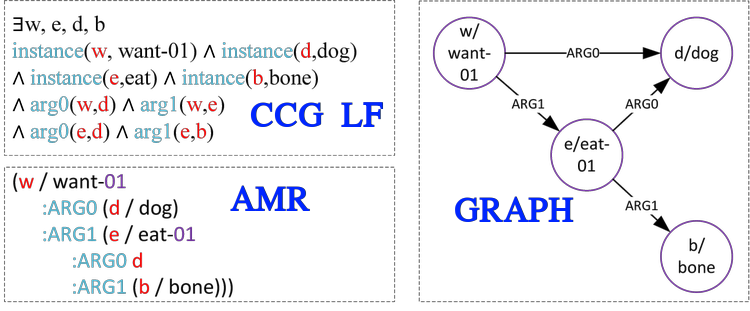 ∃w, e, d, b
instance(w, want-01) ∧ instance(d,dog)
∧ instance(e,eat) ∧ intance(b,bone)
∧ arg0(w,d) ∧ arg1(w,e)
∧ arg0(e,d) ∧ arg1(e,b)
CCG LF
(w / want-01
:ARG0 (d / dog)
:ARG1 (e / eat-01
:ARG0 d
:ARG1 (b / bone)))
AMR
w/
want-
01
ARG0
d/dog
ARG1
ARG0
e/eat-
01
ARG1
GRAPH
b/
bone